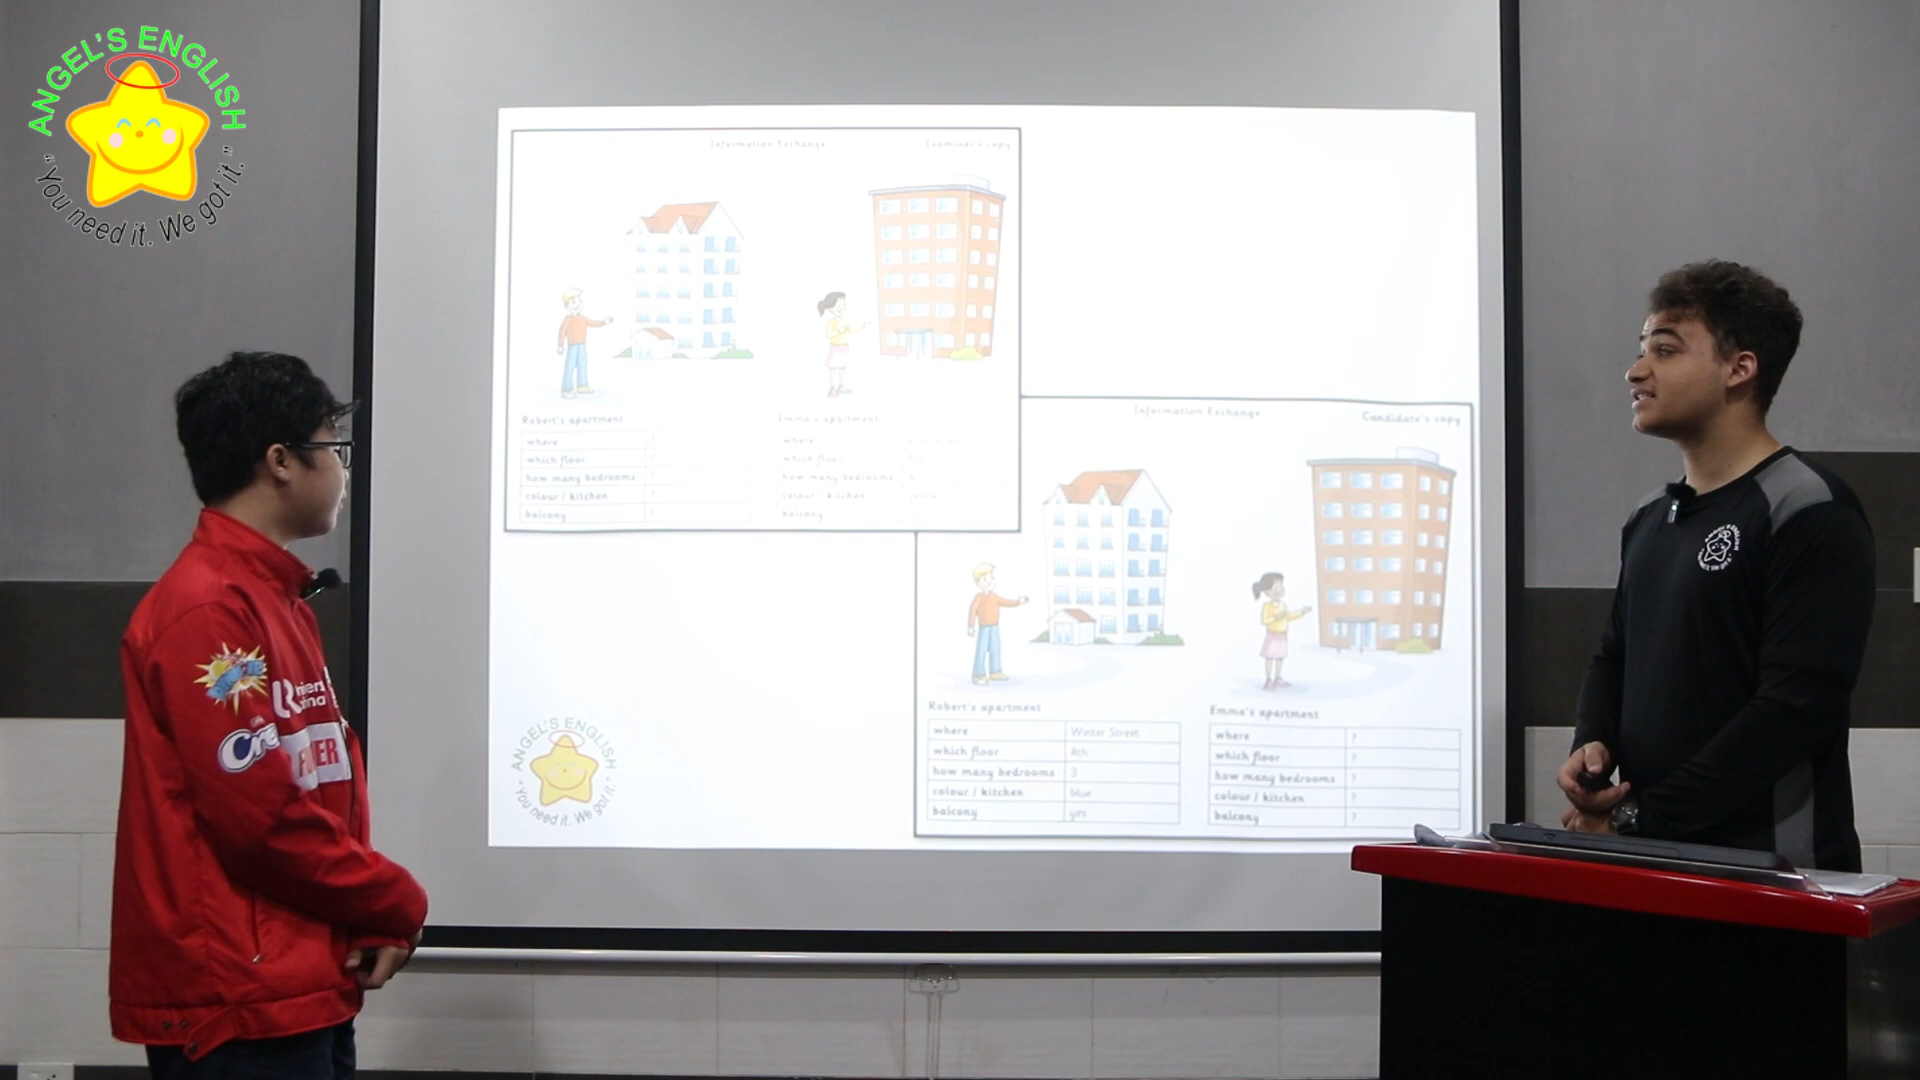 ANGEL'S ENGLISH
"You need it. We got it."
Information Exchange
Examiner's copy
Robert's apartment
where ?
which floor ?
how many bedrooms ?
colour / kitchen ?
balcony ?
Emma's apartment
where
which floor
how many bedrooms
colour / kitchen
balcony
Information Exchange
Candidate's copy
Robert's apartment
where Winter Street
which floor 4th
how many bedrooms 3
colour / kitchen blue
balcony yes
Emma's apartment
where ?
which floor ?
how many bedrooms ?
colour / kitchen ?
balcony ?
ANGEL'S ENGLISH
"You need it. We got it."